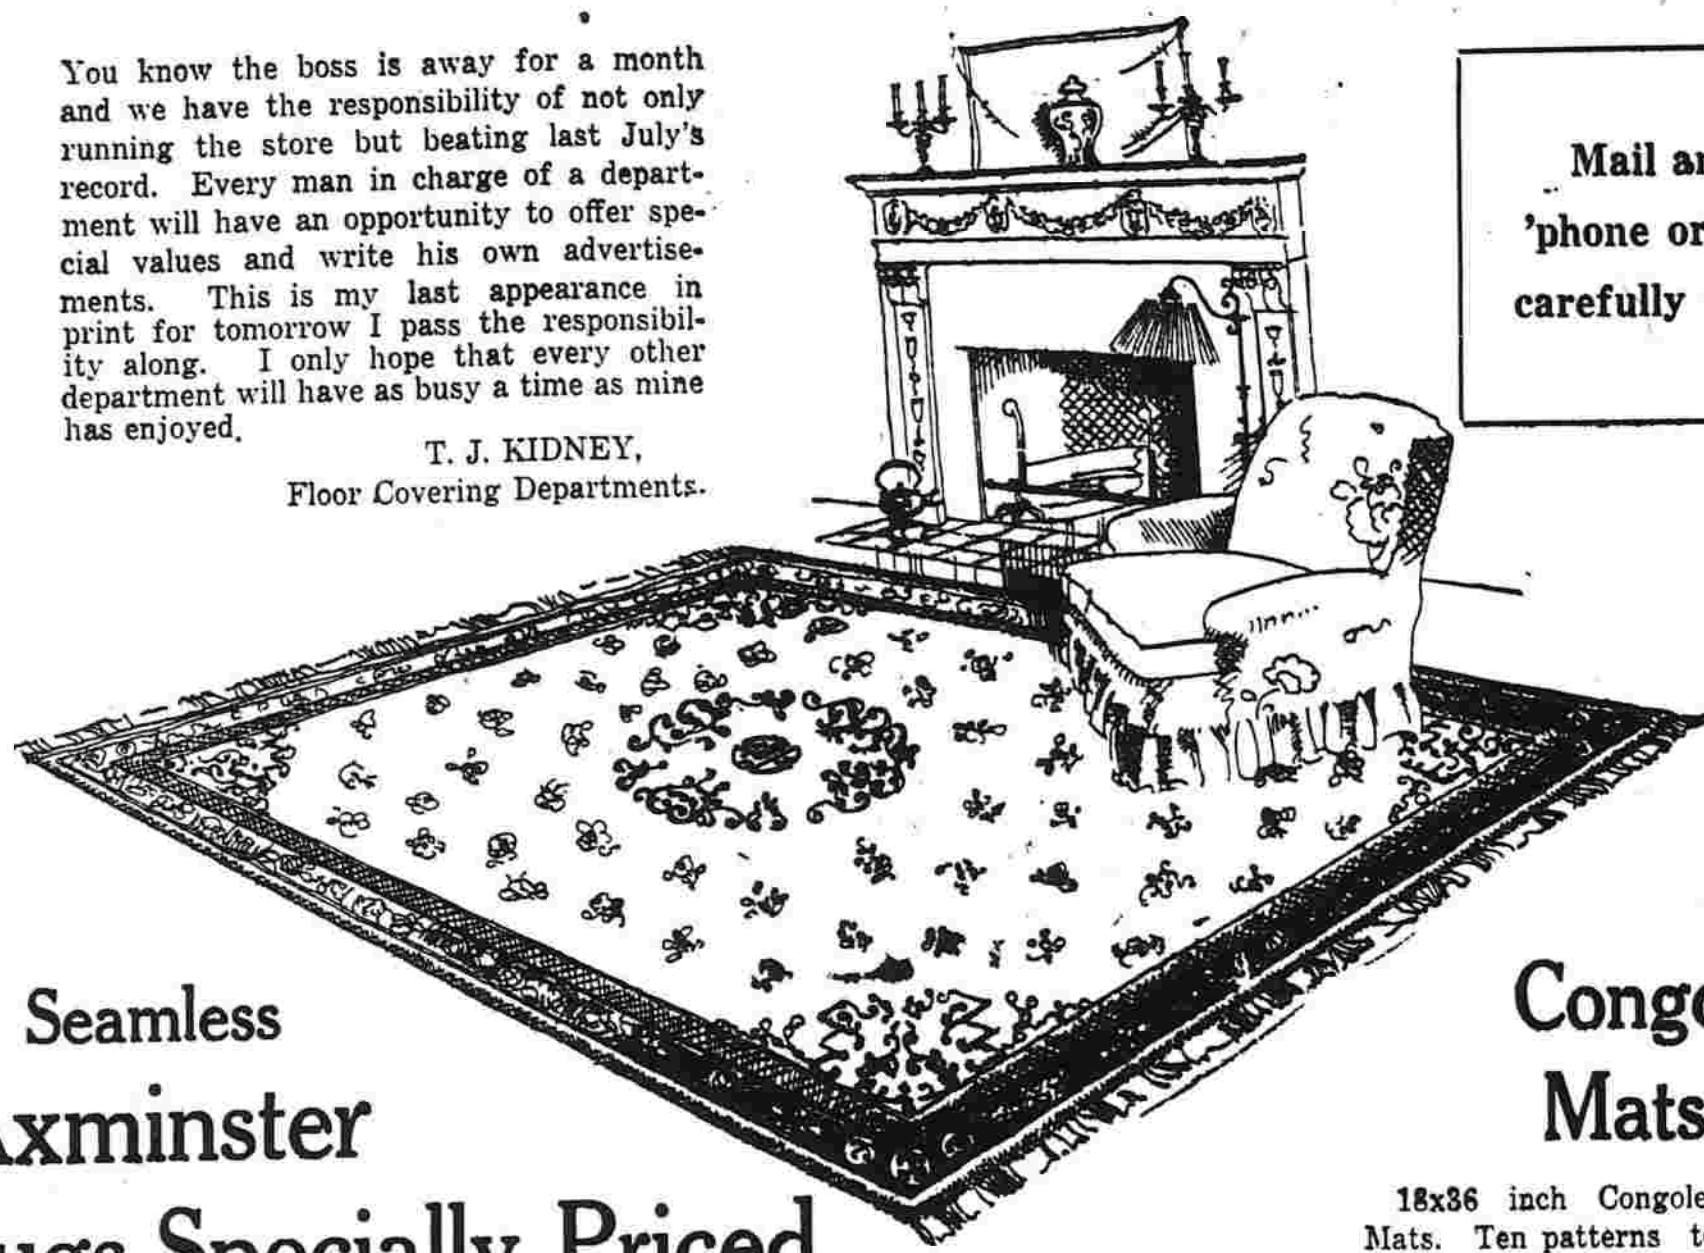 You know the boss is away for a month
and we have the responsibility of not only
running the store but beating last July's
record. Every man in charge of a depart-
ment will have an opportunity to offer spe-
cial values and write his own advertise-
ments. This is my last appearance in
print for tomorrow I pass the responsibil-
ity along. I only hope that every other
department will have as busy a time as mine
has enjoyed.
T. J. KIDNEY,
Floor Covering Departments.
Mail
'phone
carefully
Seamless
Axminster
Specially Priced
Mats
18x36 inch
Mats. Ten patterns